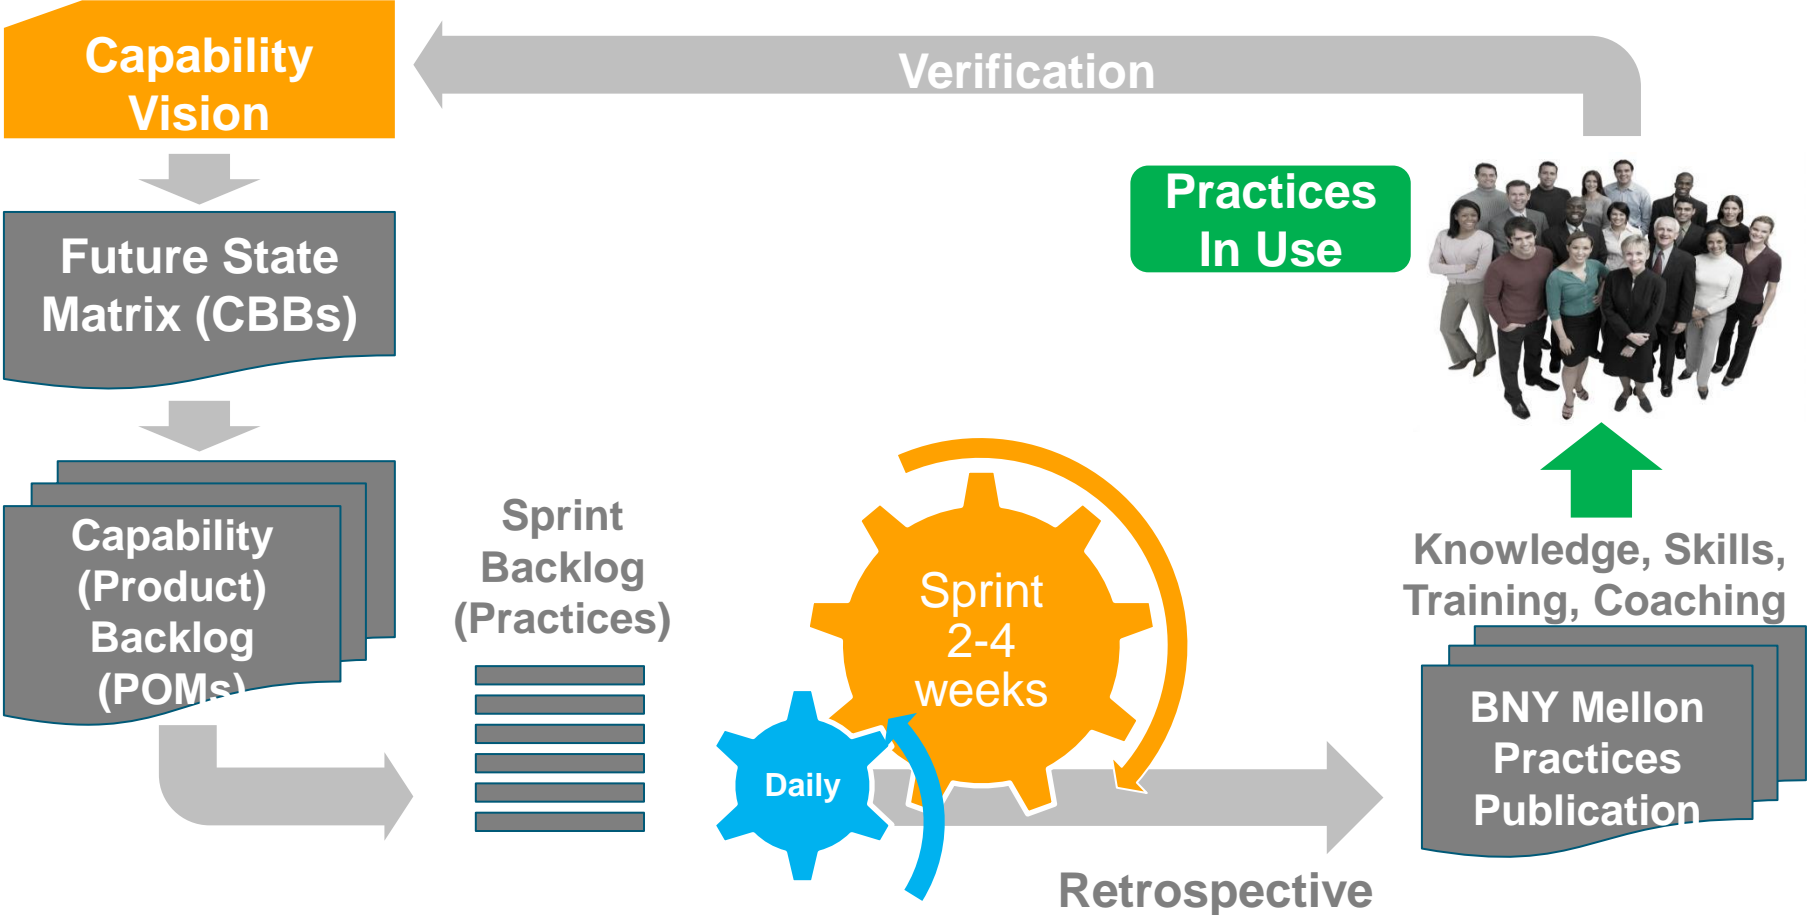 Capability
Vision
Verification
Practices
In Use
Future State
Matrix (CBBs)
Capability
(Product)
Backlog
(POMs)
Sprint
Backlog
(Practices)
Sprint
2-4
weeks
Daily
Retrospective
Knowledge, Skills,
Training, Coaching
BNY Mellon
Practices
Publication